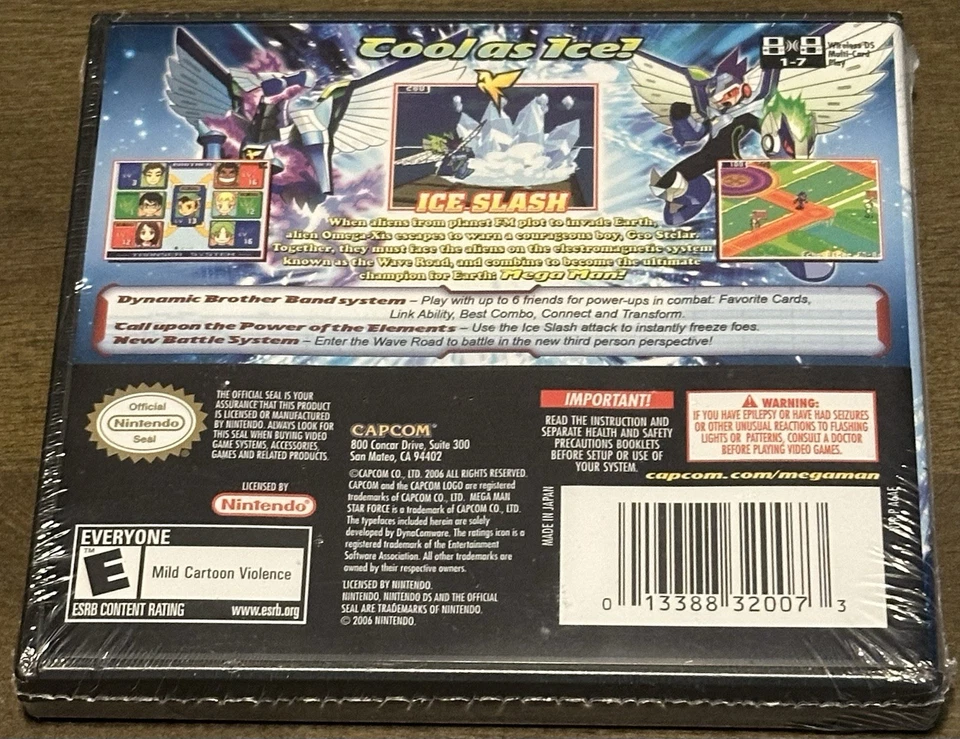 Cool as Ice!
1-7
Wireless DS
Multi-Card
Play
ICE SLASH
When aliens from planet FM plot to invade Earth,
alien Omega-Xis escapes to warn a courageous boy, Geo Stelar.
Together, they must face the aliens on the electromagnetic system
known as the Wave Road, and combine to become the ultimate
champion for Earth: Mega Man!
Dynamic Brother Band system – Play with up to 6 friends for power-ups in combat: Favorite Cards,
Link Ability, Best Combo, Connect and Transform.
Call upon the Power of the Elements – Use the Ice Slash attack to instantly freeze foes.
New Battle System – Enter the Wave Road to battle in the new third person perspective!
Official
Nintendo
Seal
THE OFFICIAL SEAL IS YOUR
ASSURANCE THAT THIS PRODUCT
IS LICENSED OR MANUFACTURED
BY NINTENDO. ALWAYS LOOK FOR
THIS SEAL WHEN BUYING VIDEO
GAME SYSTEMS, ACCESSORIES,
GAMES AND RELATED PRODUCTS.
LICENSED BY
Nintendo
EVERYONE
E
TM
Mild Cartoon Violence
ESRB CONTENT RATING www.esrb.org
CAPCOM
800 Concar Drive, Suite 300
San Mateo, CA 94402
©CAPCOM CO., LTD. 2006 ALL RIGHTS RESERVED.
CAPCOM and the CAPCOM LOGO are registered
trademarks of CAPCOM CO., LTD. MEGA MAN
STAR FORCE is a trademark of CAPCOM CO., LTD.
The typefaces included herein are solely
developed by DynaComware. The ratings icon is a
registered trademark of the Entertainment
Software Association. All other trademarks are
owned by their respective owners.
LICENSED BY NINTENDO.
NINTENDO, NINTENDO DS AND THE OFFICIAL
SEAL ARE TRADEMARKS OF NINTENDO.
© 2006 NINTENDO.
IMPORTANT!
READ THE INSTRUCTION AND
SEPARATE HEALTH AND SAFETY
PRECAUTIONS BOOKLETS
BEFORE SETUP OR USE OF
YOUR SYSTEM.
WARNING:
IF YOU HAVE EPILEPSY OR HAVE HAD SEIZURES
OR OTHER UNUSUAL REACTIONS TO FLASHING
LIGHTS OR PATTERNS, CONSULT A DOCTOR
BEFORE PLAYING VIDEO GAMES.
capcom.com/megaman
MADE IN JAPAN
0 13388 32007 3